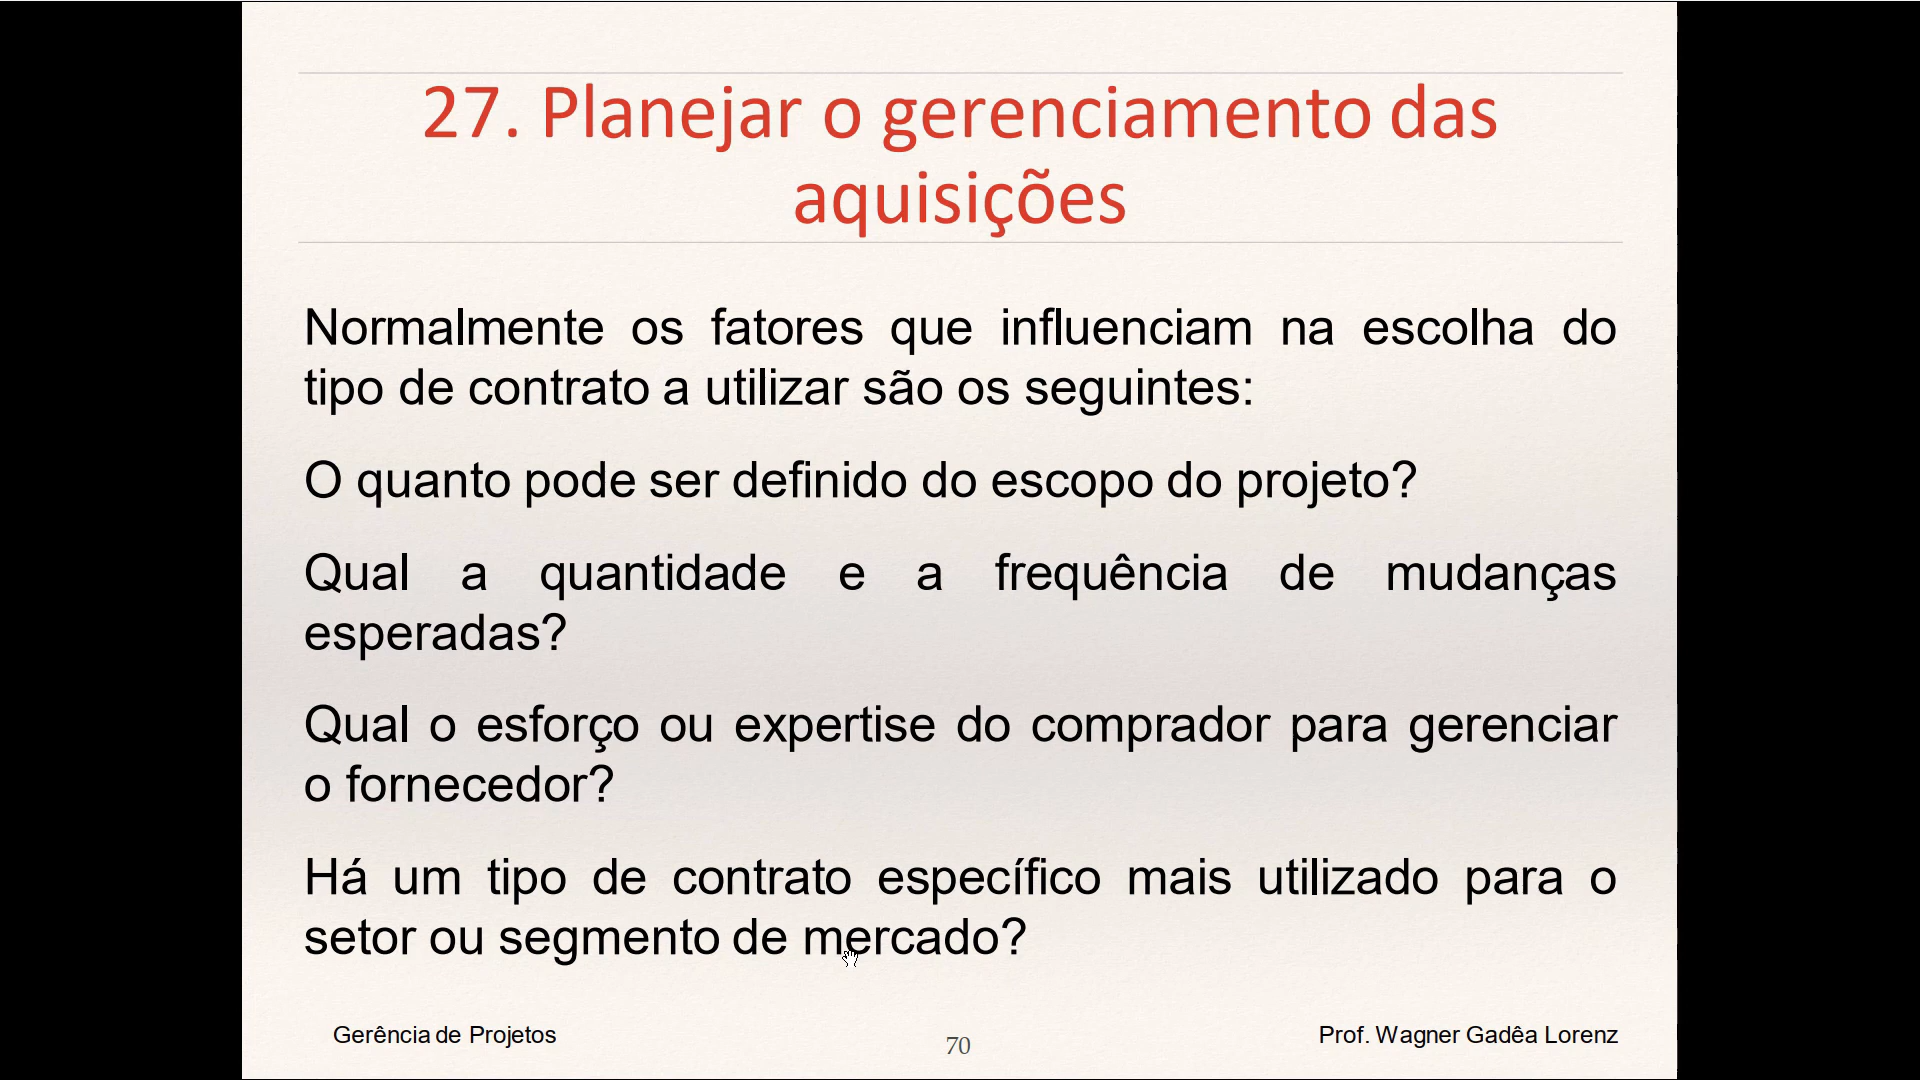 27. Planejar o gerenciamento das
aquisições
Normalmente os fatores que influenciam na escolha do
tipo de contrato a utilizar são os seguintes:
O quanto pode ser definido do escopo do projeto?
Qual a quantidade e a frequência de mudanças
esperadas?
Qual o esforço ou expertise do comprador para gerenciar
o fornecedor?
Há um tipo de contrato específico mais utilizado para o
setor ou segmento de mercado?
Gerência de Projetos
70
Prof. Wagner Gadêa Lorenz